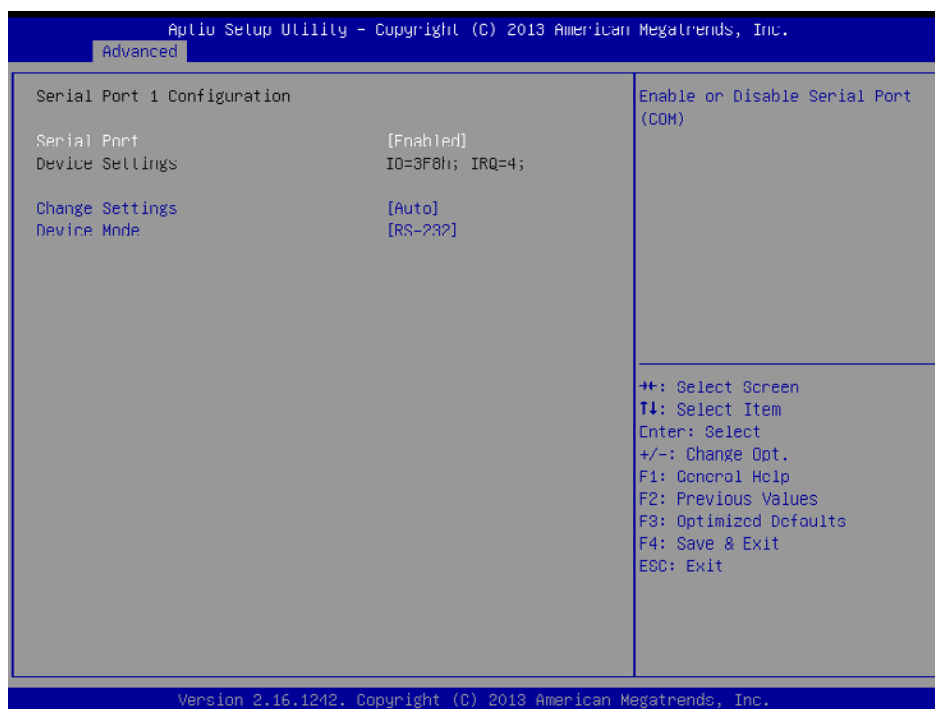 Aptio Setup Utility – Copyright (C) 2013 American Megatrends, Inc.
Advanced
Serial Port 1 Configuration
Serial Port [Enabled]
Device Settings IO=3F8h; IRQ=4;
Change Settings [Auto]
Device Mode [RS-232]
Enable or Disable Serial Port
(COM)
→←: Select Screen
↑↓: Select Item
Enter: Select
+/-: Change Opt.
F1: General Help
F2: Previous Values
F3: Optimized Defaults
F4: Save & Exit
ESC: Exit
Version 2.16.1242. Copyright (C) 2013 American Megatrends, Inc.